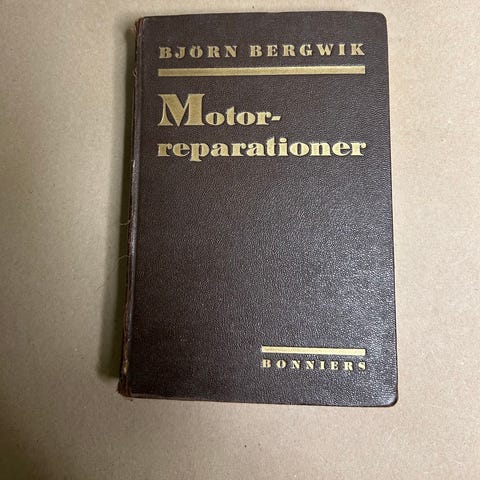 BJÖRN BERGWIK
Motor-
reparationer
BONNIERS